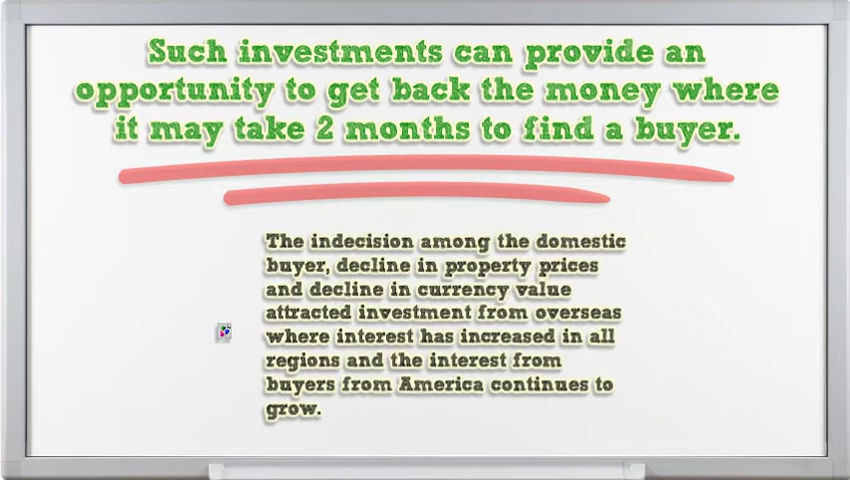 Such investments can provide an
opportunity to get back the money where
it may take 2 months to find a buyer.
The indecision among the domestic
buyer, decline in property prices
and decline in currency value
attracted investment from overseas
where interest has increased in all
regions and the interest from
buyers from America continues to
grow.